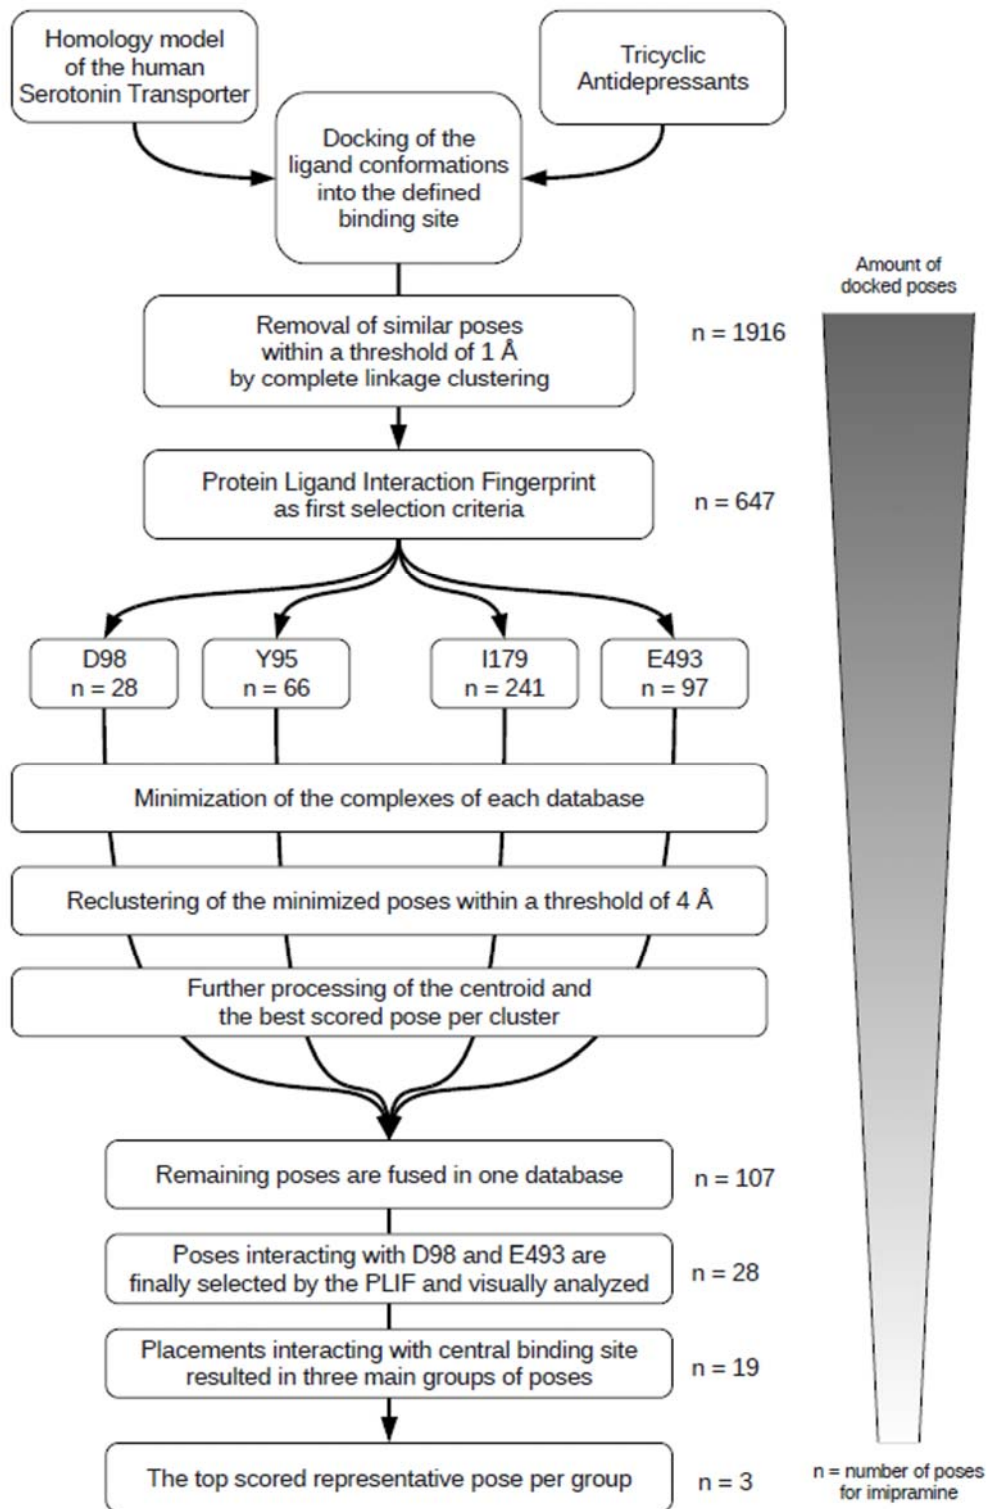 Homology model
of the human
Serotonin Transporter
Tricyclic
Antidepressants
Docking of the
ligand conformations
into the defined
binding site
Amount of
docked poses
Removal of similar poses
within a threshold of 1 Å
by complete linkage clustering
n = 1916
Protein Ligand Interaction Fingerprint
as first selection criteria
n = 647
D98
n = 28
Y95
n = 66
I179
n = 241
E493
n = 97
Minimization of the complexes of each database
Reclustering of the minimized poses within a threshold of 4 Å
Further processing of the centroid and
the best scored pose per cluster
Remaining poses are fused in one database
n = 107
Poses interacting with D98 and E493 are
finally selected by the PLIF and visually analyzed
n = 28
Placements interacting with central binding site
resulted in three main groups of poses
n = 19
The top scored representative pose per group
n = 3
n = number of poses
for imipramine